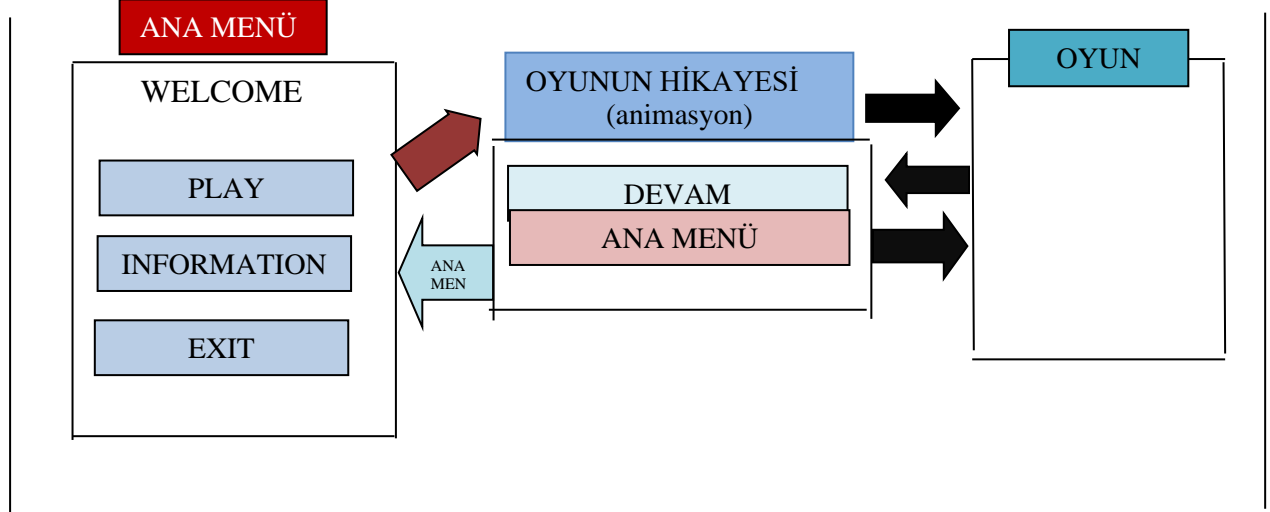 ANA MENÜ
WELCOME
PLAY
INFORMATION
EXIT
OYUNUN HİKAYESİ
(animasyon)
DEVAM
ANA MENÜ
ANA
MEN
OYUN